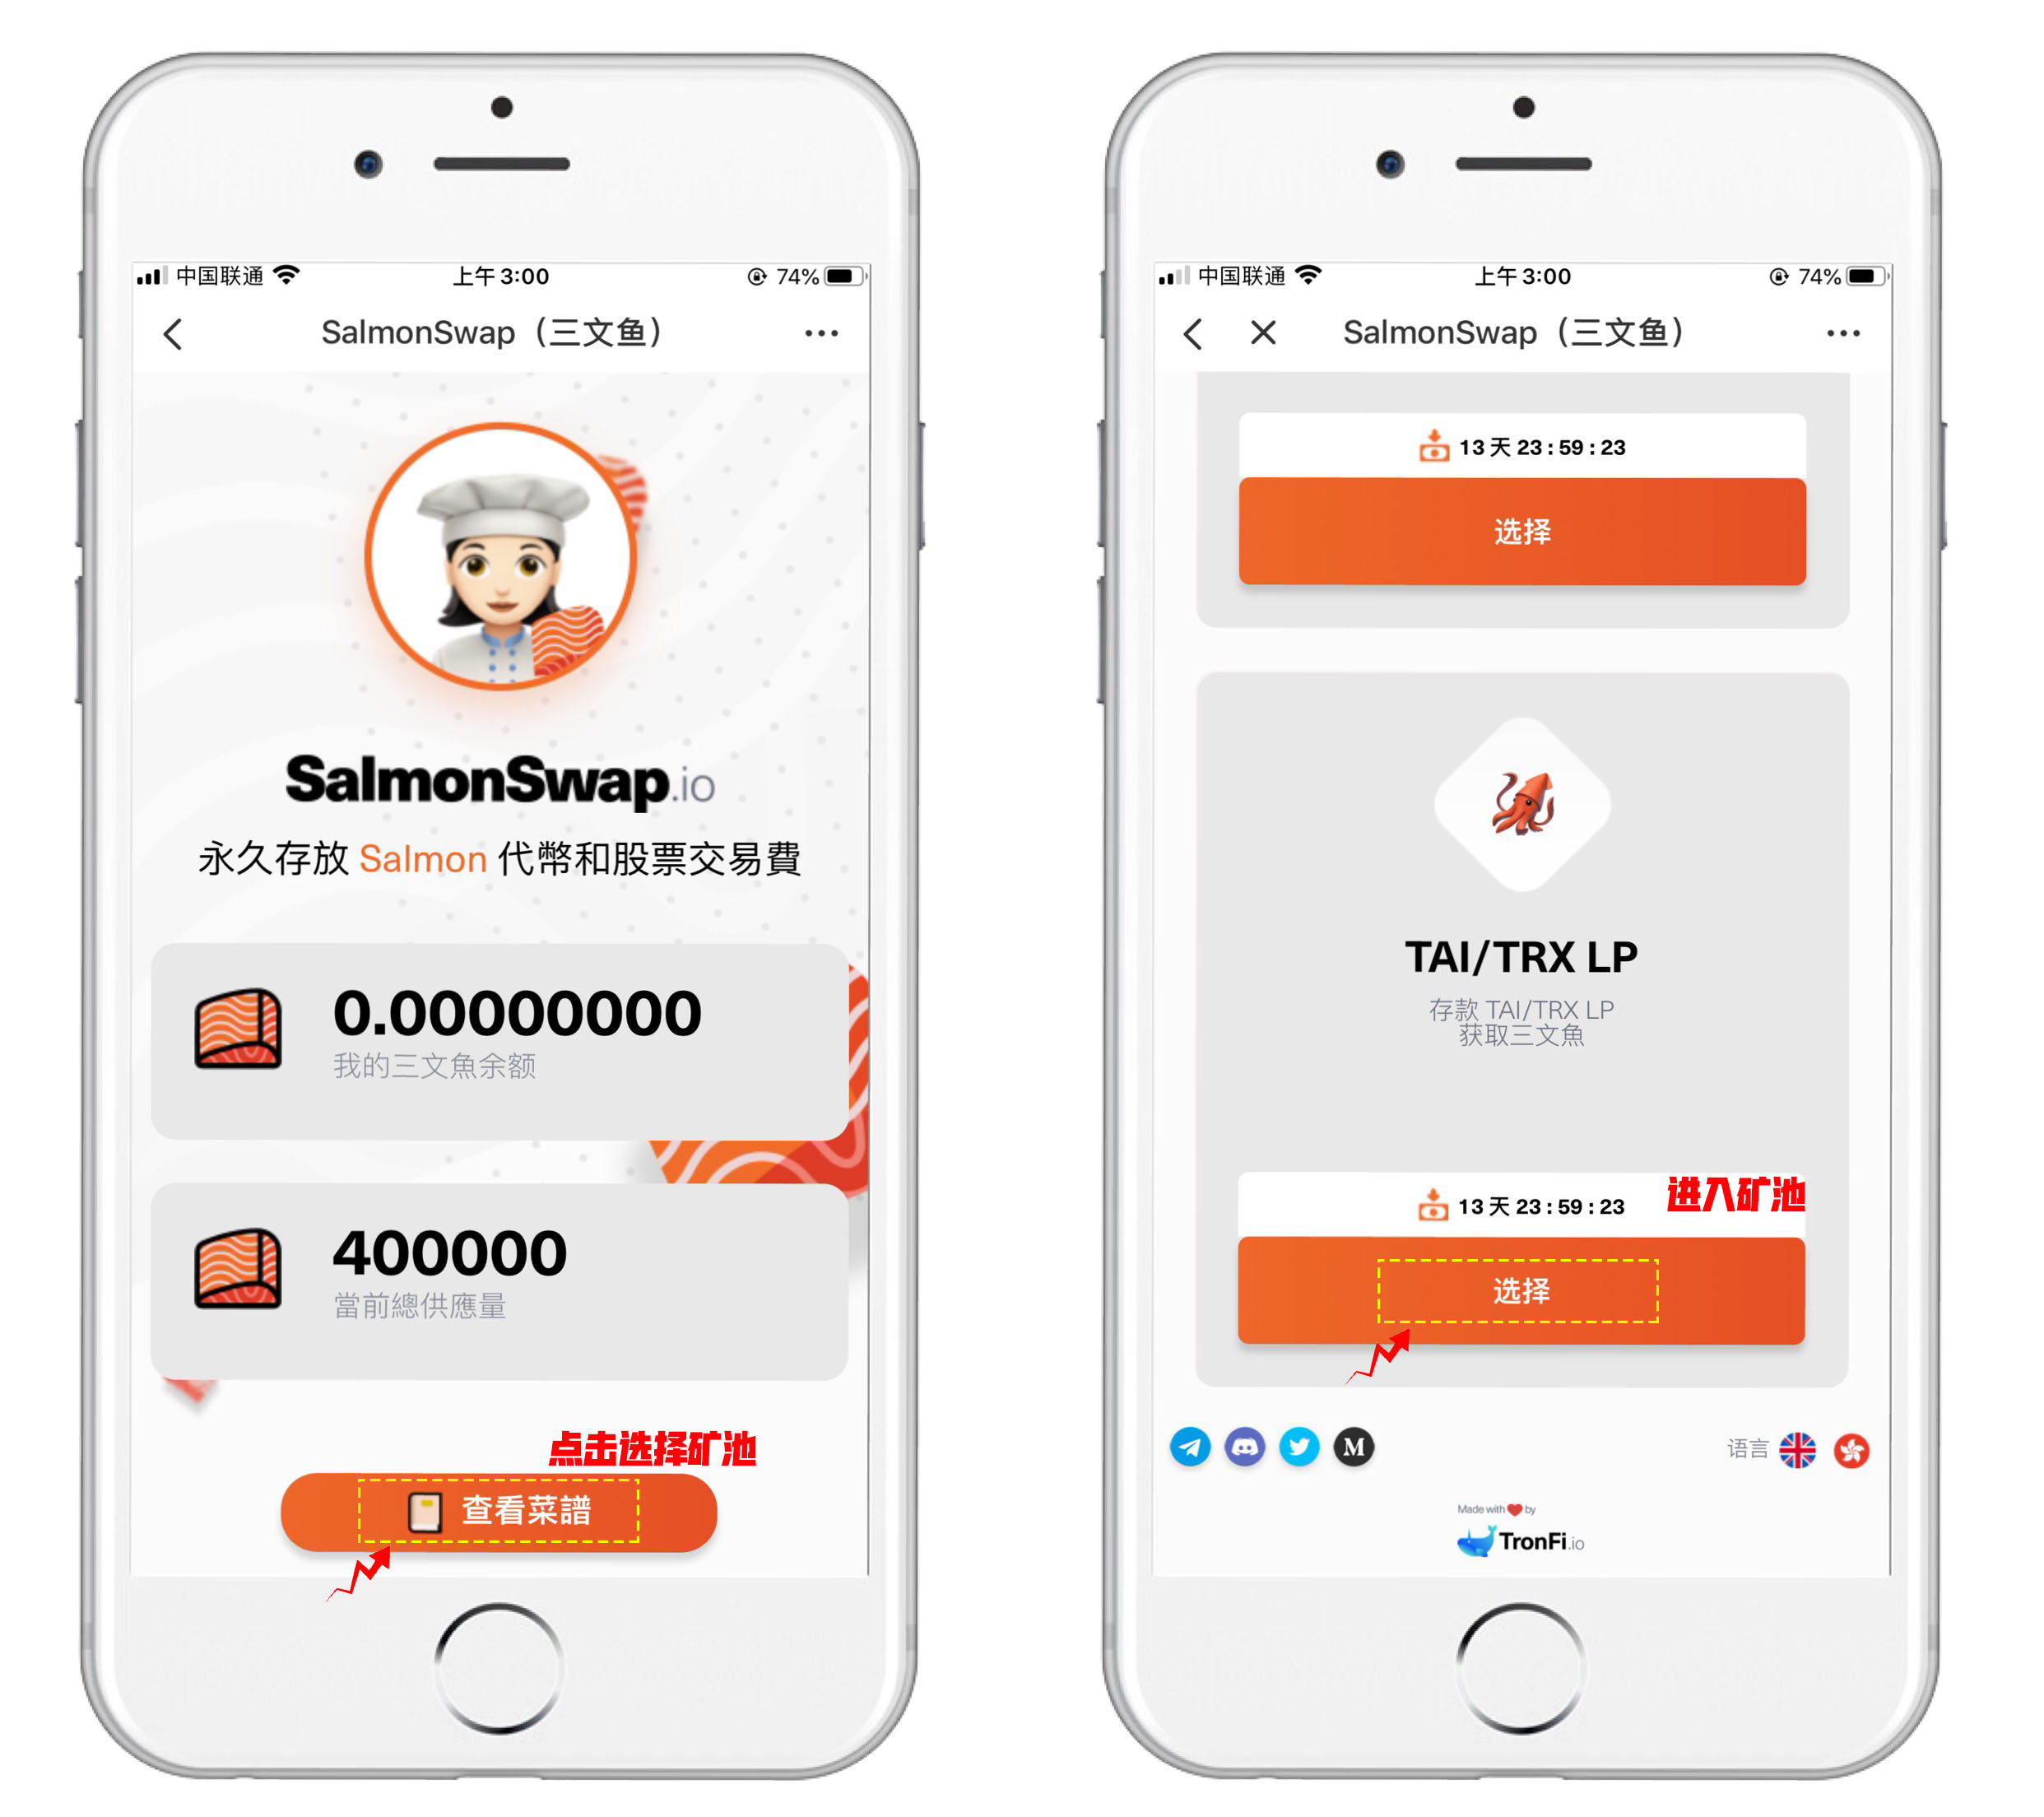 中国联通
上午 3:00
74%
SalmonSwap（三文鱼）
SalmonSwap.io
永久存放 Salmon 代幣和股票交易費
0.00000000
我的三文魚余额
400000
當前總供應量
点击选择矿池
查看菜譜
中国联通
上午 3:00
74%
SalmonSwap（三文鱼）
13 天 23 : 59 : 23
选择
TAI/TRX LP
存款 TAI/TRX LP
获取三文魚
13 天 23 : 59 : 23
进入矿池
选择
M
语言
Made with ❤ by
TronFi.io